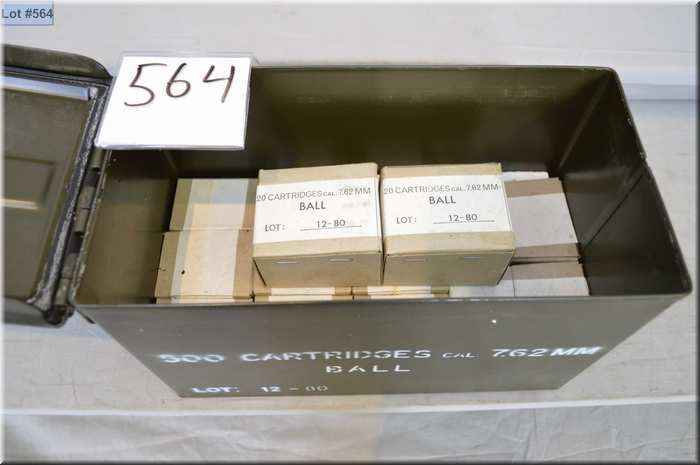 Lot #564
564
20 CARTRIDGES CAL. 7.62 MM
BALL
LOT: 12-80
20 CARTRIDGES CAL. 7.62 MM
BALL
LOT: 12-80
500 CARTRIDGES CAL. 7.62 MM
BALL
LOT: 12-80